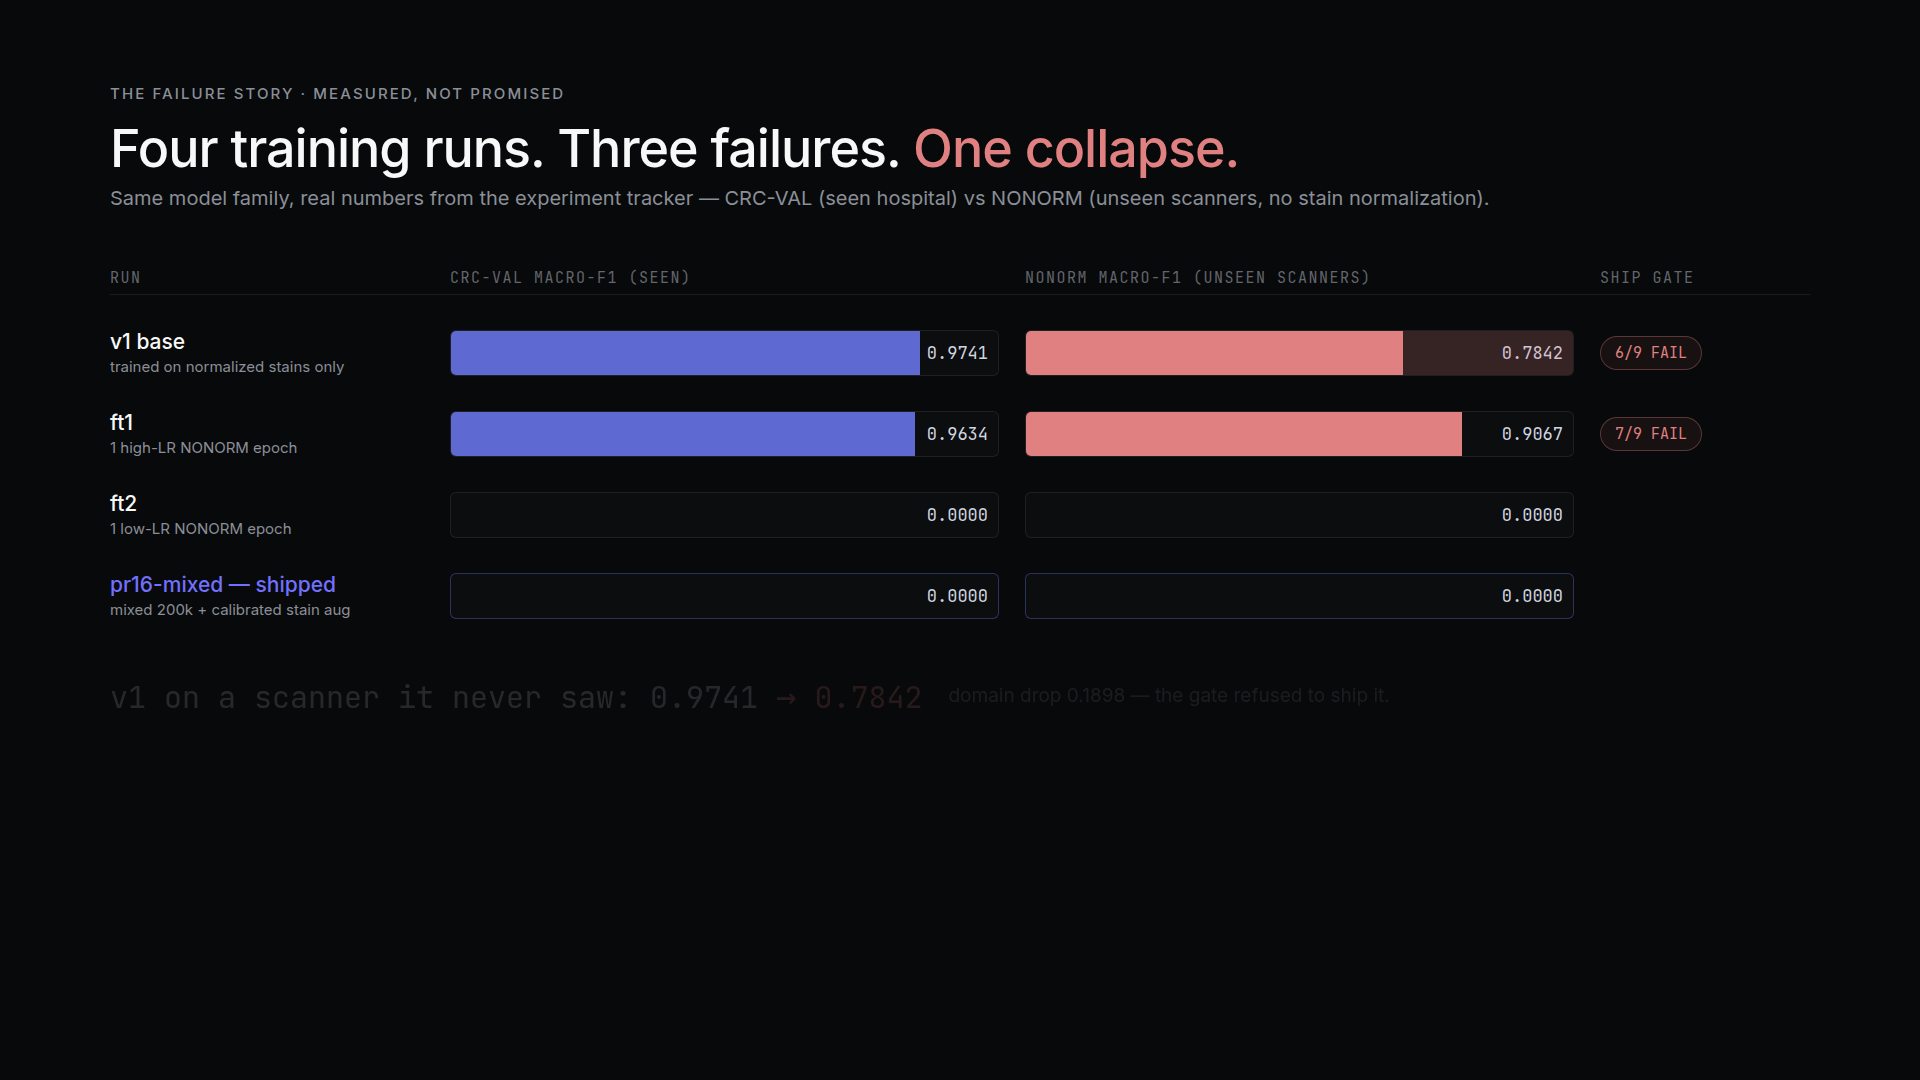 THE FAILURE STORY · MEASURED, NOT PROMISED
Four training runs. Three failures. One collapse.
Same model family, real numbers from the experiment tracker — CRC-VAL (seen hospital) vs NONORM (unseen scanners, no stain normalization).
RUN CRC-VAL MACRO-F1 (SEEN) NONORM MACRO-F1 (UNSEEN SCANNERS) SHIP GATE
v1 base
trained on normalized stains only
0.9741 0.7842 6/9 FAIL
ft1
1 high-LR NONORM epoch
0.9634 0.9067 7/9 FAIL
ft2
1 low-LR NONORM epoch
0.0000 0.0000
pr16-mixed — shipped
mixed 200k + calibrated stain aug
0.0000 0.0000
v1 on a scanner it never saw: 0.9741 → 0.7842 domain drop 0.1898 — the gate refused to ship it.